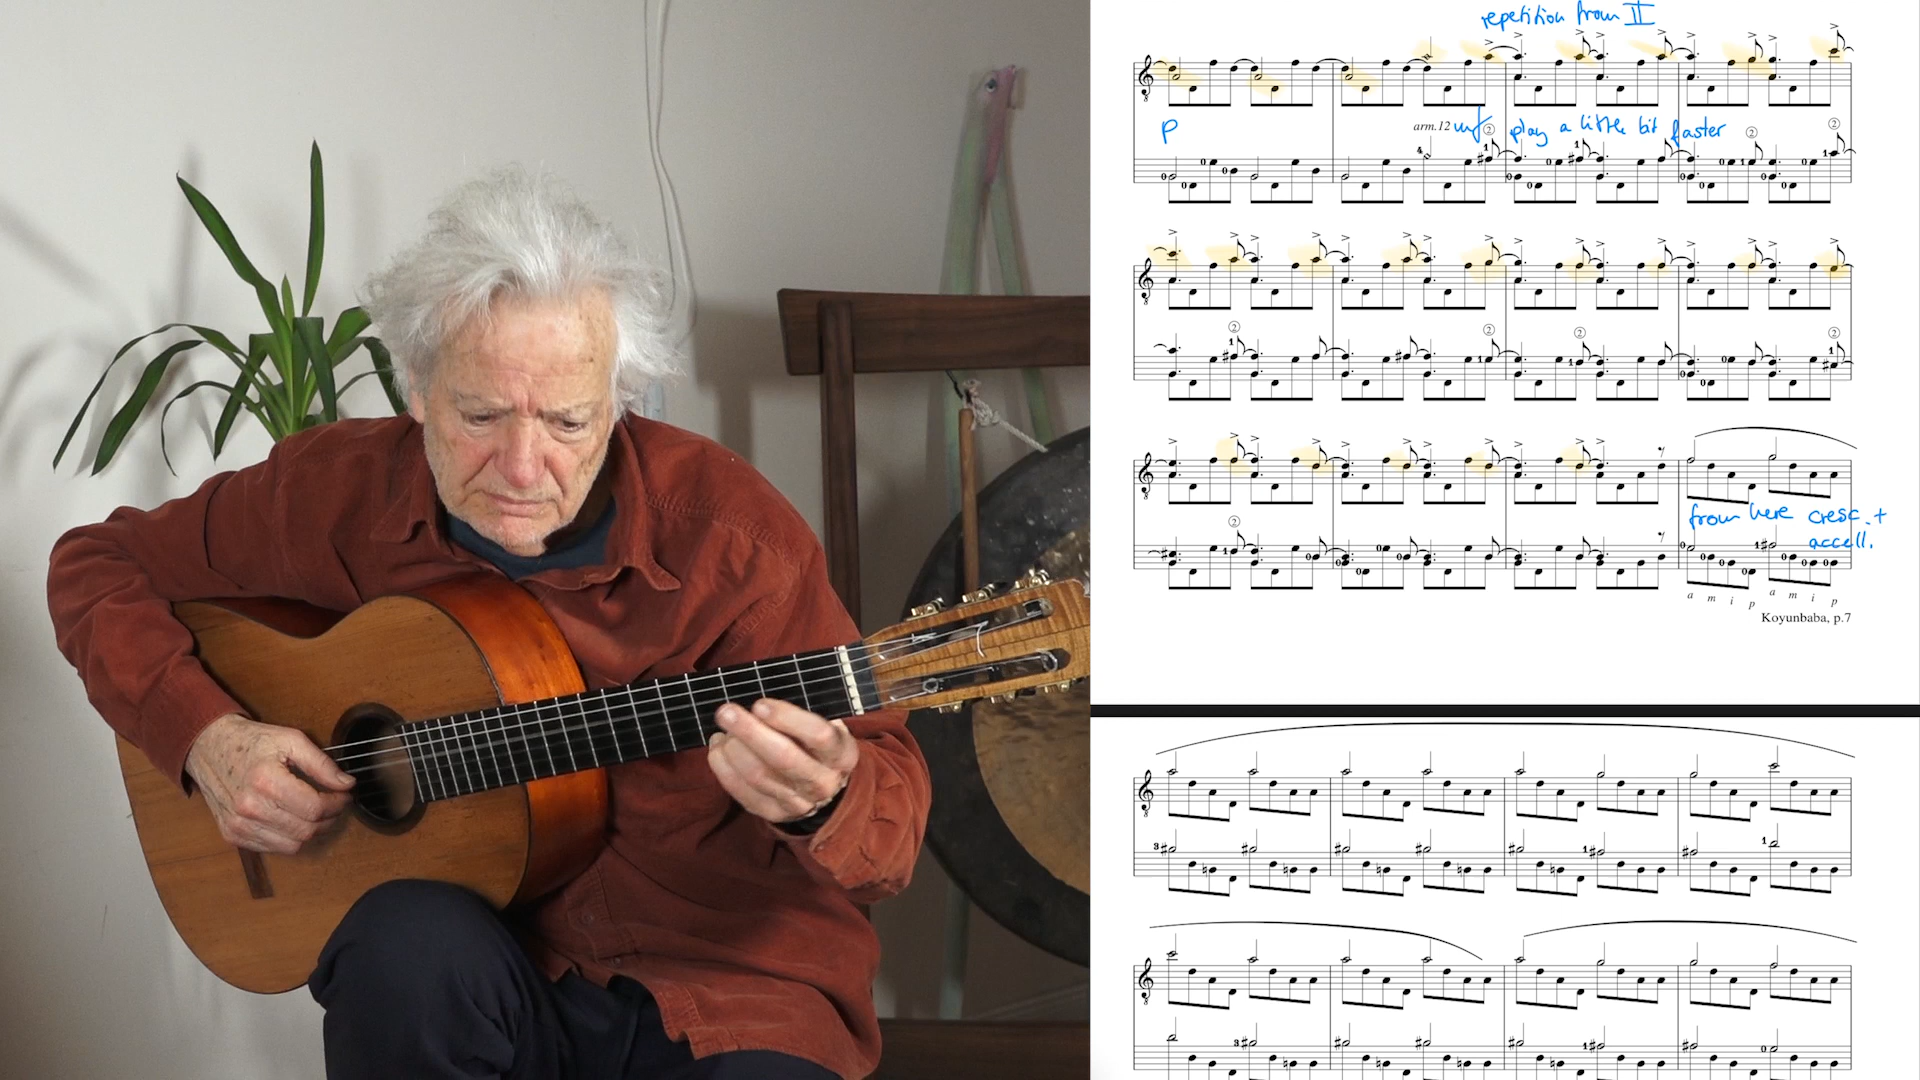 repetition from II
p
arm.12 mf play a little bit faster
from here cresc. +
accell.
a m i p a m i p
Koyunbaba, p.7